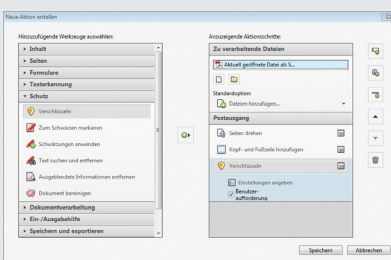 Neue Aktion erstellen
Hinzuzufügende Werkzeuge auswählen:
Inhalt
Seiten
Formulare
Texterkennung
Schutz
Verschlüsseln
Zum Schwärzen markieren
Schwärzungen anwenden
Text suchen und entfernen
Ausgeblendete Informationen entfernen
Dokument bereinigen
Dokumentverarbeitung
Ein-/Ausgabehilfe
Speichern und exportieren
Anzuzeigende Aktionsschritte:
Zu verarbeitende Dateien
Aktuell geöffnete Datei als S...
Standardoption:
Dateien hinzufügen...
Postausgang
Seiten drehen
Kopf- und Fußzeile hinzufügen
Verschlüsseln
Einstellungen angeben
Benutzer-
aufforderung
Speichern
Abbrechen